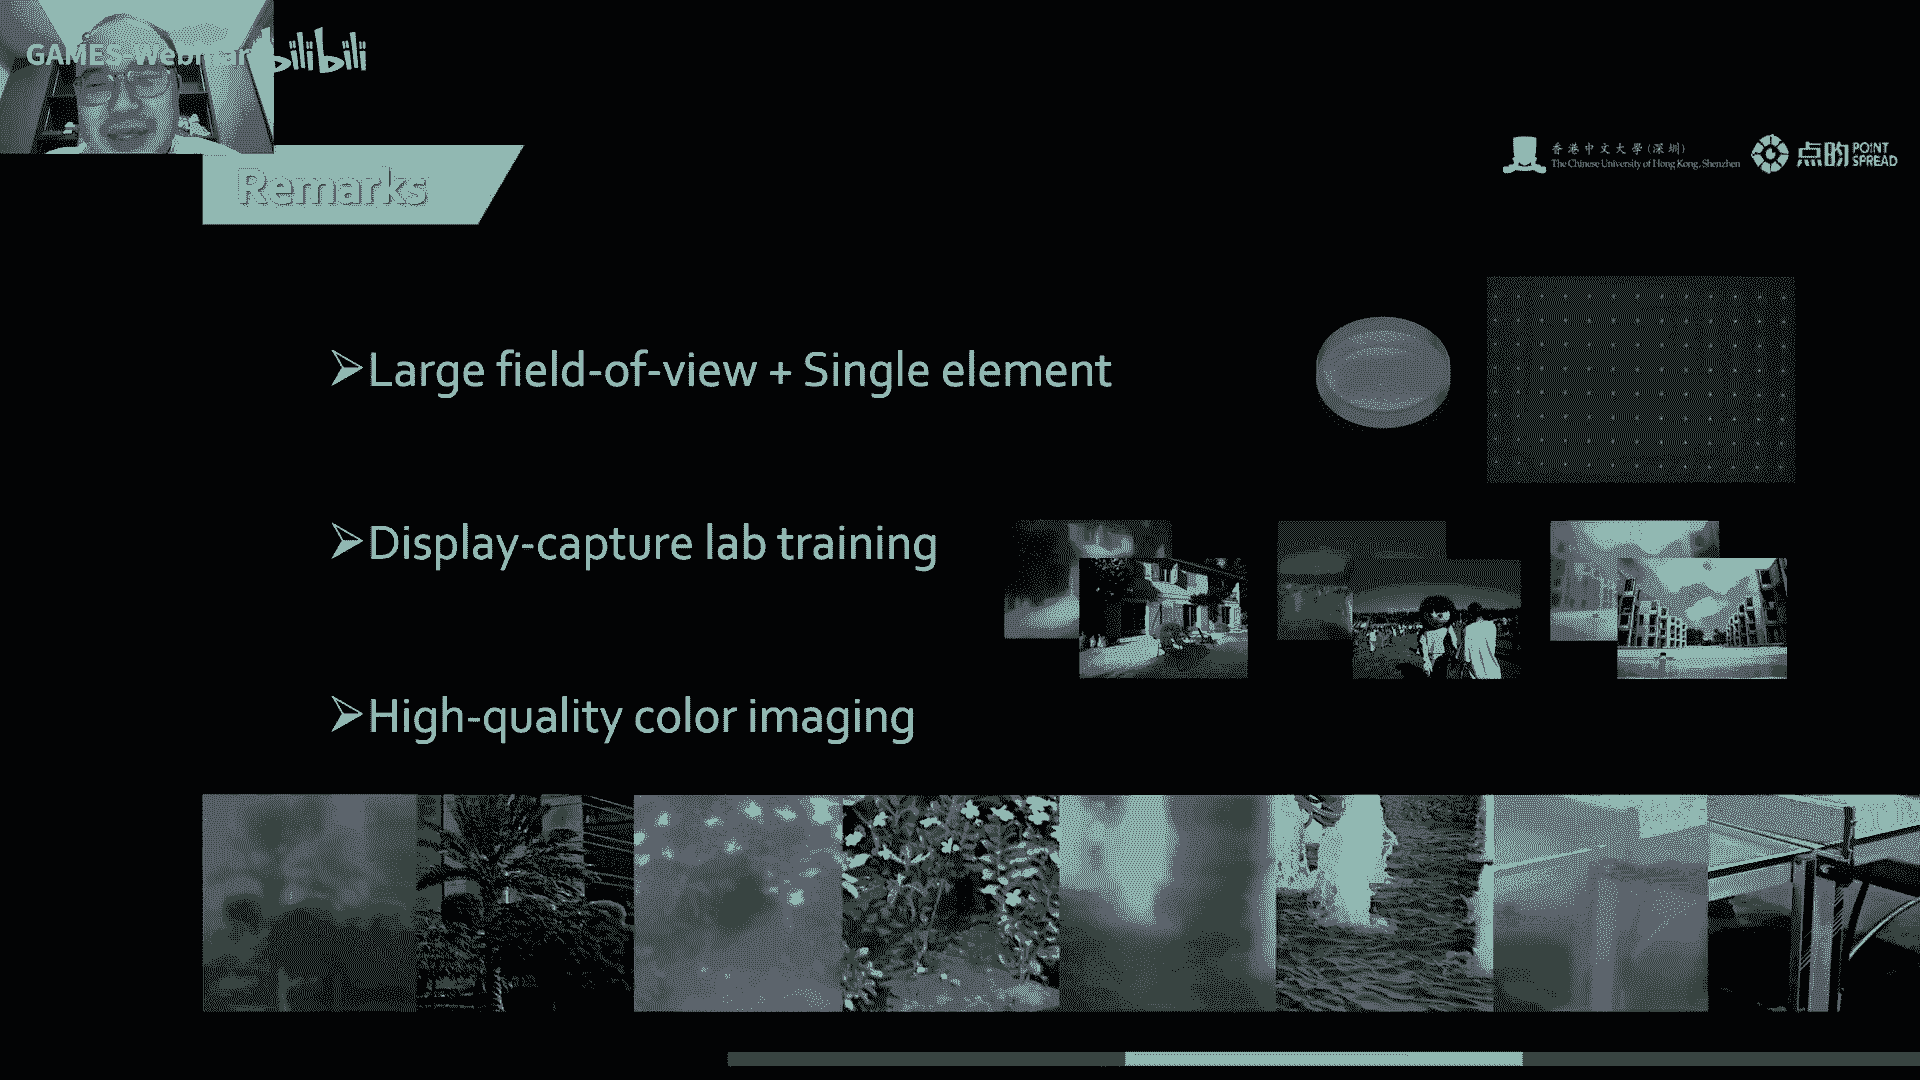 GAMES-Webinar
bilibili
香港中文大學(深圳)
The Chinese University of Hong Kong, Shenzhen
点昀
POINT
SPREAD
Remarks
➢Large field-of-view + Single element
➢Display-capture lab training
➢High-quality color imaging